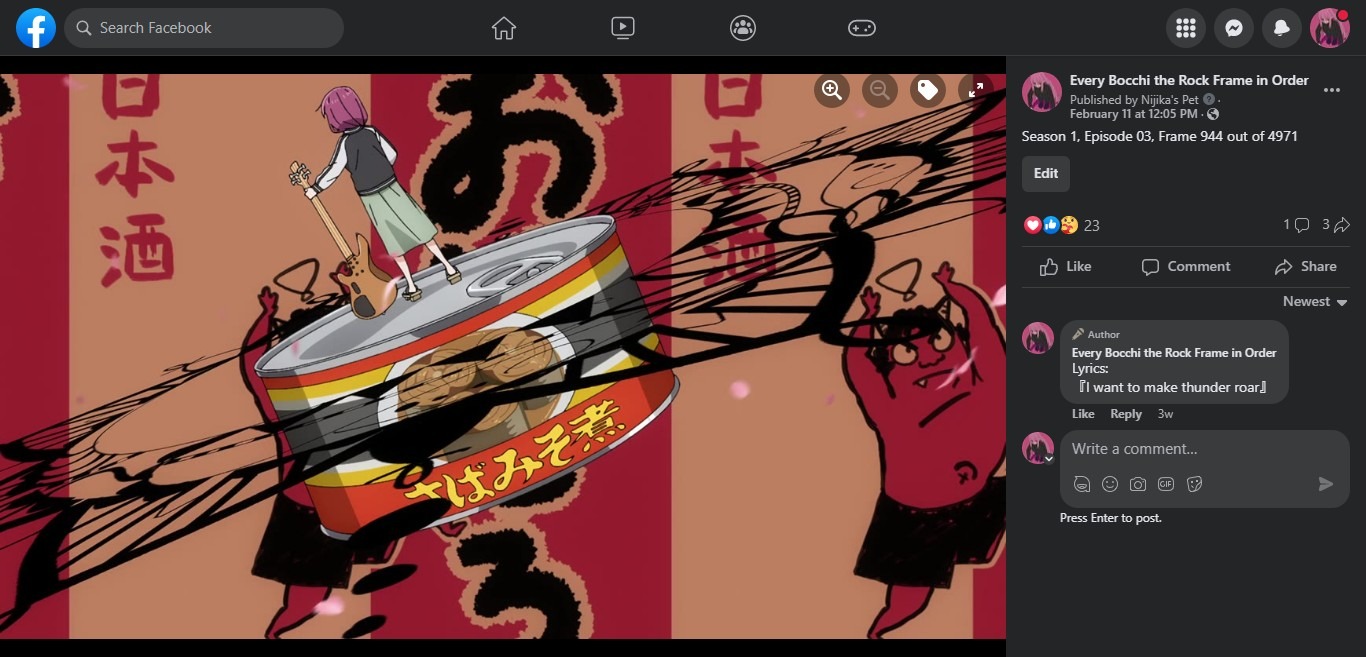 Search Facebook
日本酒
お
日本酒
さばみそ煮
ろ
Every Bocchi the Rock Frame in Order
Published by Nijika's Pet ·
February 11 at 12:05 PM ·
Season 1, Episode 03, Frame 944 out of 4971
Edit
23
1
3
Like
Comment
Share
Newest
Author
Every Bocchi the Rock Frame in Order
Lyrics:
『I want to make thunder roar』
Like Reply 3w
Write a comment...
GIF
Press Enter to post.